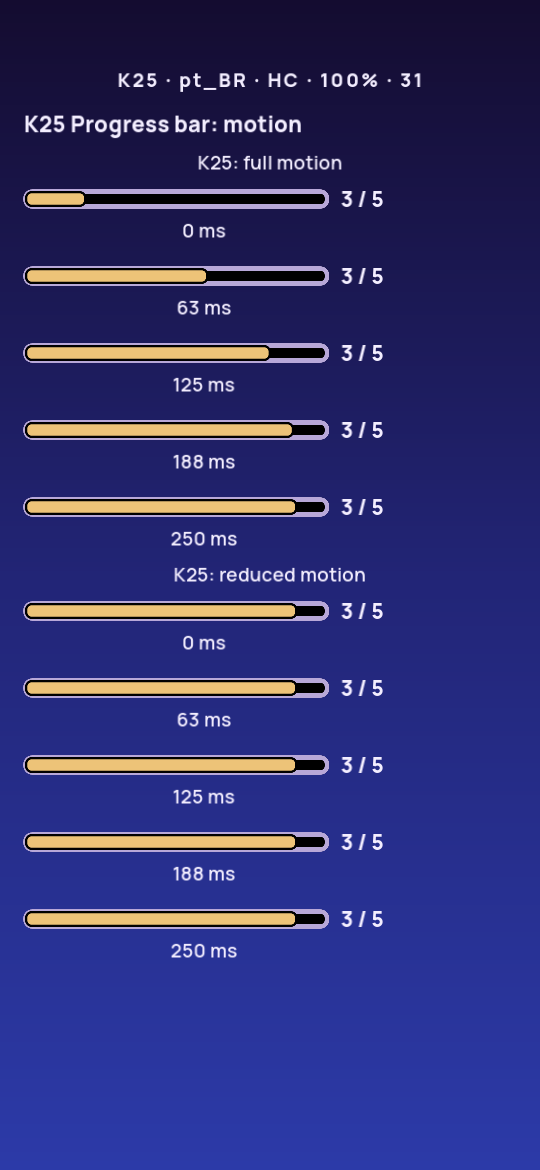 K25 · pt_BR · HC · 100% · 31
K25 Progress bar: motion
K25: full motion
3 / 5
0 ms
3 / 5
63 ms
3 / 5
125 ms
3 / 5
188 ms
3 / 5
250 ms
K25: reduced motion
3 / 5
0 ms
3 / 5
63 ms
3 / 5
125 ms
3 / 5
188 ms
3 / 5
250 ms